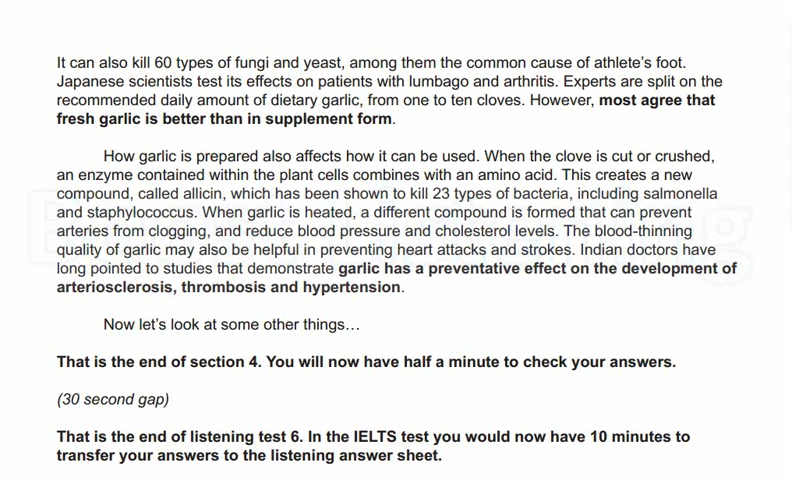 It can also kill 60 types of fungi and yeast, among them the common cause of athlete's foot.
Japanese scientists test its effects on patients with lumbago and arthritis. Experts are split on the
recommended daily amount of dietary garlic, from one to ten cloves. However, most agree that
fresh garlic is better than in supplement form.
How garlic is prepared also affects how it can be used. When the clove is cut or crushed,
an enzyme contained within the plant cells combines with an amino acid. This creates a new
compound, called allicin, which has been shown to kill 23 types of bacteria, including salmonella
and staphylococcus. When garlic is heated, a different compound is formed that can prevent
arteries from clogging, and reduce blood pressure and cholesterol levels. The blood-thinning
quality of garlic may also be helpful in preventing heart attacks and strokes. Indian doctors have
long pointed to studies that demonstrate garlic has a preventative effect on the development of
arteriosclerosis, thrombosis and hypertension.
Now let's look at some other things…
That is the end of section 4. You will now have half a minute to check your answers.
(30 second gap)
That is the end of listening test 6. In the IELTS test you would now have 10 minutes to
transfer your answers to the listening answer sheet.